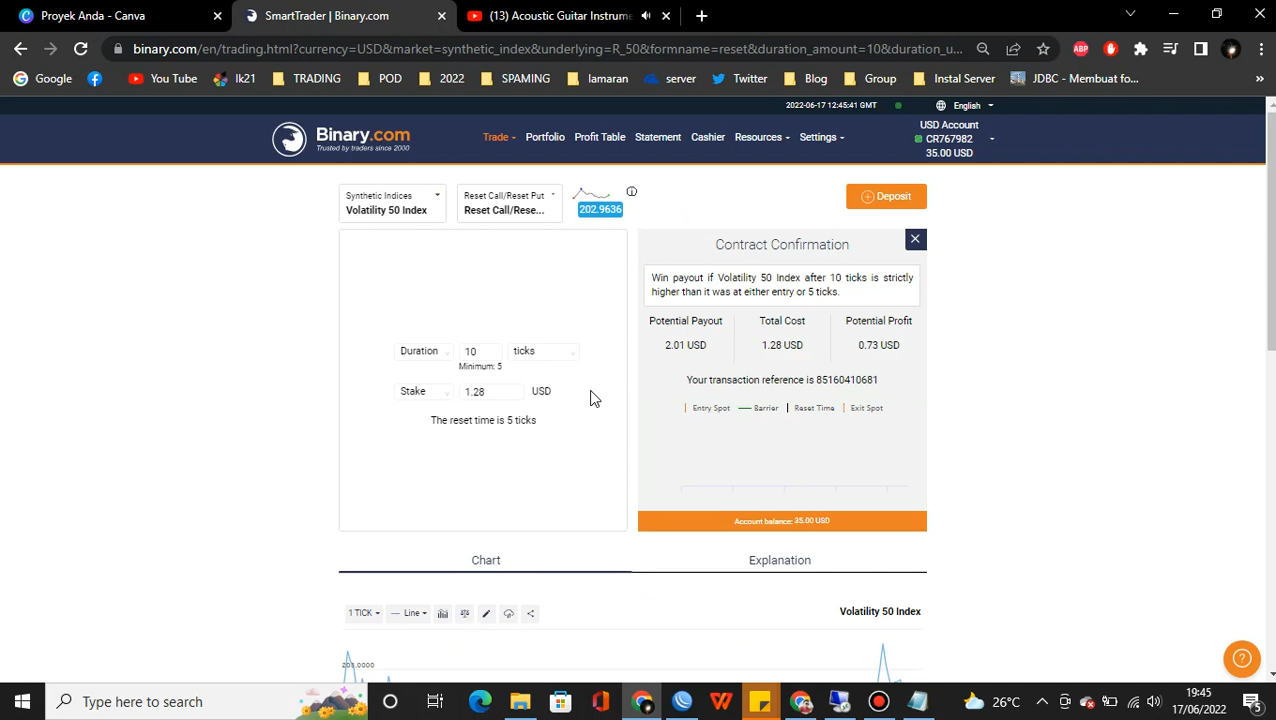 Proyek Anda - Canva
SmartTrader | Binary.com
(13) Acoustic Guitar Instrume
binary.com/en/trading.html?currency=USD&market=synthetic_index&underlying=R_50&formname=reset&duration_amount=10&duration_u...
ABP
Google
You Tube
lk21
TRADING
POD
2022
SPAMING
lamaran
server
Twitter
Blog
Group
Instal Server
JDBC - Membuat fo...
»
2022-06-17 12:45:41 GMT
English
Binary.com
Trusted by traders since 2000
Trade
Portfolio
Profit Table
Statement
Cashier
Resources
Settings
USD Account
CR767982
35.00 USD
Synthetic Indices
Volatility 50 Index
Reset Call/Reset Put
Reset Call/Rese...
202.9636
Deposit
Contract Confirmation
Win payout if Volatility 50 Index after 10 ticks is strictly
higher than it was at either entry or 5 ticks.
Potential Payout
Total Cost
Potential Profit
2.01 USD
1.28 USD
0.73 USD
Your transaction reference is 85160410681
Entry Spot
Barrier
Reset Time
Exit Spot
Account balance: 35.00 USD
Duration
10
ticks
Minimum: 5
Stake
1.28
USD
The reset time is 5 ticks
Chart
Explanation
1 TICK
Line
Volatility 50 Index
Type here to search
26°C
19:45
17/06/2022
5